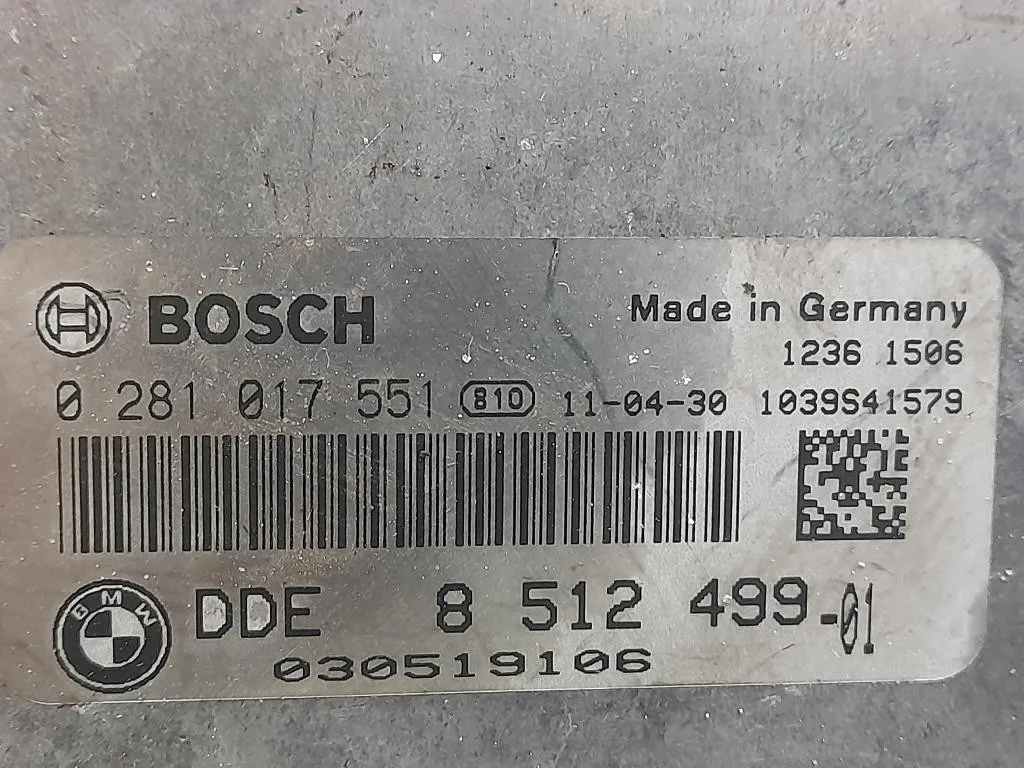 BOSCH
Made in Germany
1236 1506
0 281 017 551 810 11-04-30 1039S41579
BMW
DDE 8 512 499-01
030519106